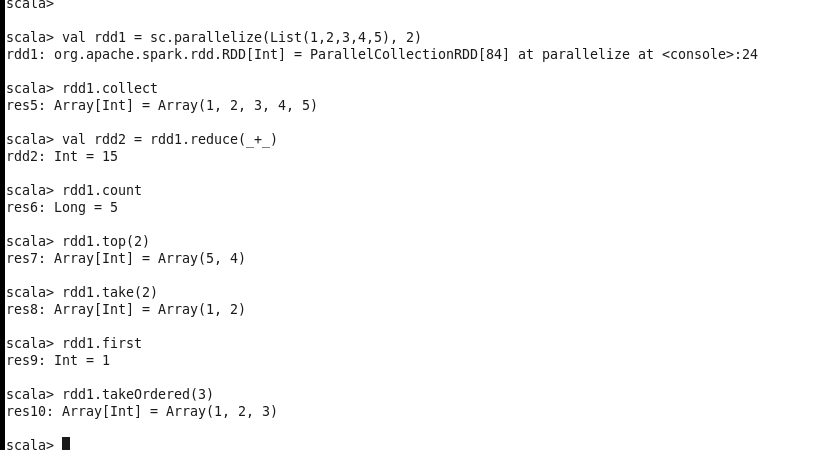 scala>
scala> val rdd1 = sc.parallelize(List(1,2,3,4,5), 2)
rdd1: org.apache.spark.rdd.RDD[Int] = ParallelCollectionRDD[84] at parallelize at <console>:24
scala> rdd1.collect
res5: Array[Int] = Array(1, 2, 3, 4, 5)
scala> val rdd2 = rdd1.reduce(_+_)
rdd2: Int = 15
scala> rdd1.count
res6: Long = 5
scala> rdd1.top(2)
res7: Array[Int] = Array(5, 4)
scala> rdd1.take(2)
res8: Array[Int] = Array(1, 2)
scala> rdd1.first
res9: Int = 1
scala> rdd1.takeOrdered(3)
res10: Array[Int] = Array(1, 2, 3)
scala>